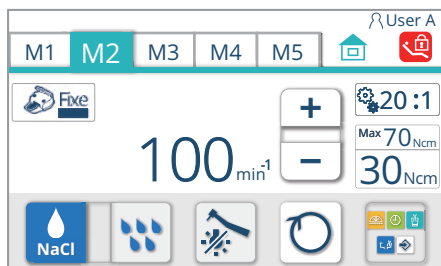 User A
M1 M2 M3 M4 M5
Fixe
20:1
100 min-1
+
−
Max 70 Ncm
30 Ncm
NaCl